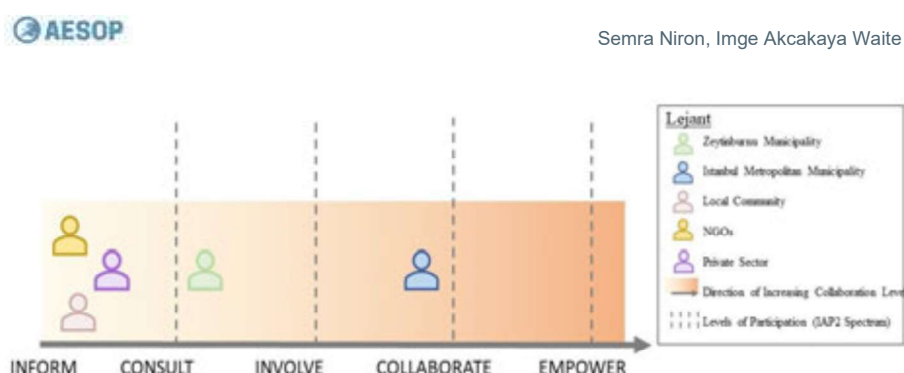 AESOP
Semra Niron, Imge Akcakaya Waite
Lejant
Zeytinburnu Municipality
Istanbul Metropolitan Municipality
Local Community
NGOs
Private Sector
Direction of Increasing Collaboration Leve
Levels of Participation (IAP2 Spectrum)
INFORM CONSULT INVOLVE COLLABORATE EMPOWER